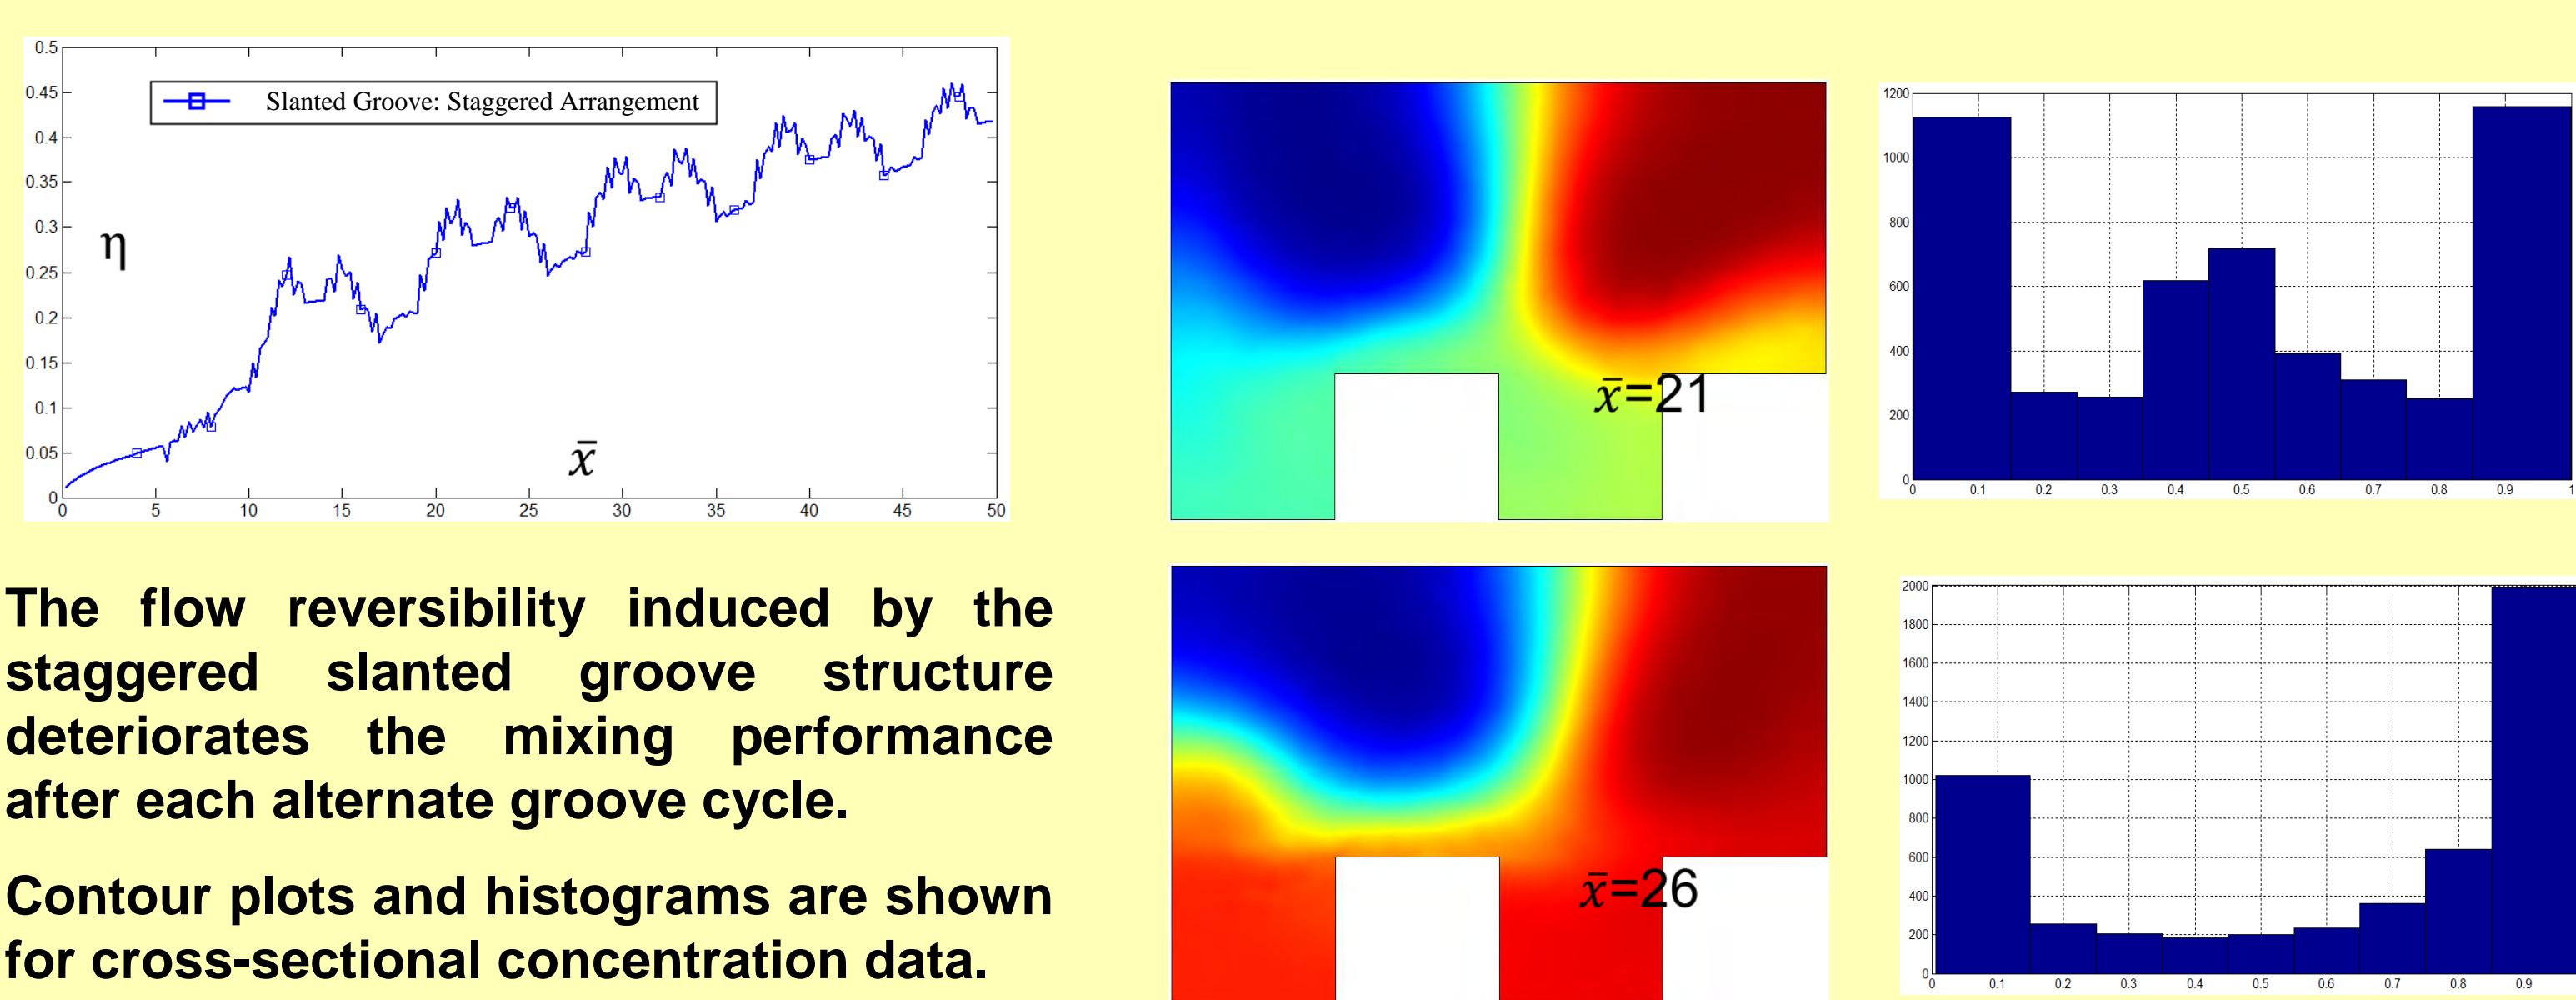 0.5
0.45
0.4
0.35
0.3
0.25
0.2
0.15
0.1
0.05
0
Slanted Groove: Staggered Arrangement
η
x̄
0 5 10 15 20 25 30 35 40 45 50
The flow reversibility induced by the
staggered slanted groove structure
deteriorates the mixing performance
after each alternate groove cycle.
Contour plots and histograms are shown
for cross-sectional concentration data.
x̄=21
1200
1000
800
600
400
200
0
0 0.1 0.2 0.3 0.4 0.5 0.6 0.7 0.8 0.9 1
x̄=26
2000
1800
1600
1400
1200
1000
800
600
400
200
0
0 0.1 0.2 0.3 0.4 0.5 0.6 0.7 0.8 0.9